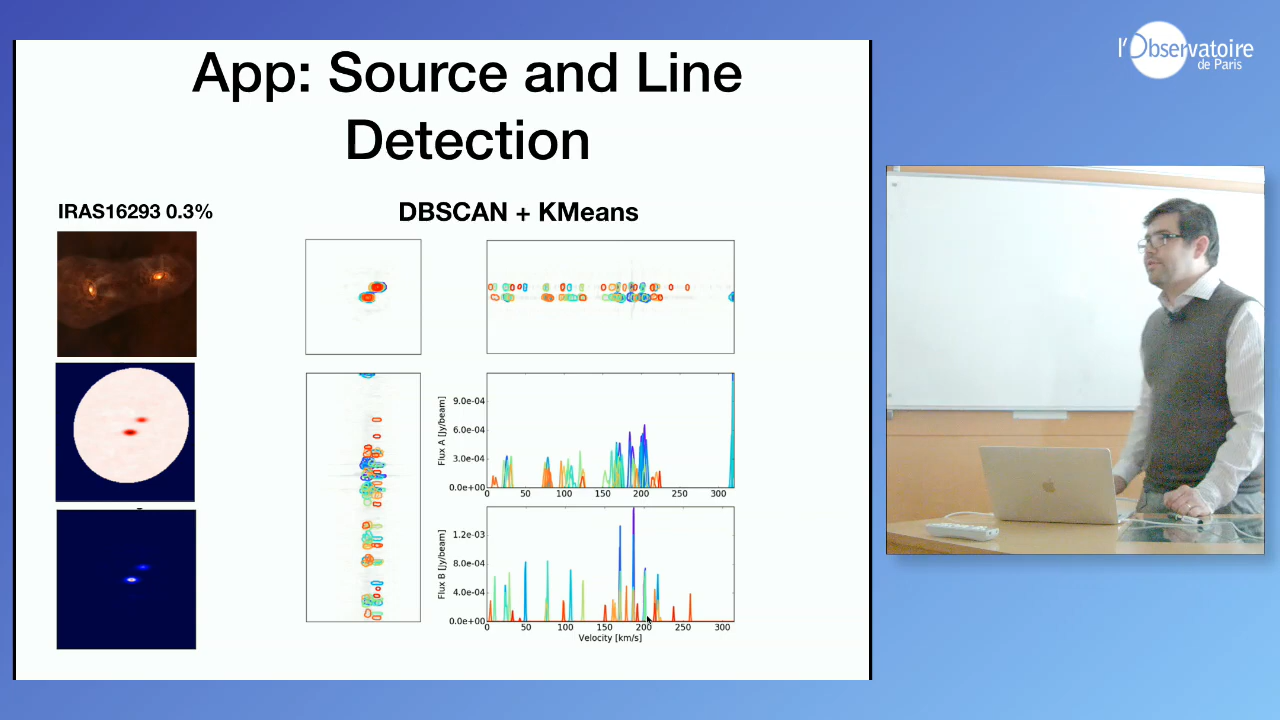 App: Source and Line
Detection
l'Observatoire
de Paris
IRAS16293 0.3%
DBSCAN + KMeans
Flux A [Jy/beam]
9.0e-04
6.0e-04
3.0e-04
0.0e+00
0 50 100 150 200 250 300
Flux B [Jy/beam]
1.2e-03
8.0e-04
4.0e-04
0.0e+00
0 50 100 150 200 250 300
Velocity [km/s]